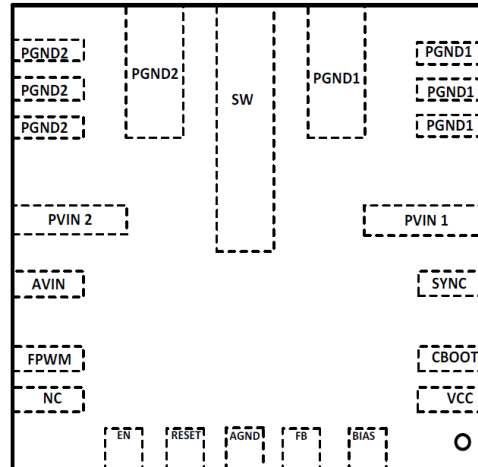 PGND2
PGND2
PGND2
PGND2
SW
PGND1
PGND1
PGND1
PGND1
PVIN 2
PVIN 1
AVIN
SYNC
FPWM
CBOOT
NC
VCC
EN
RESET
AGND
FB
BIAS